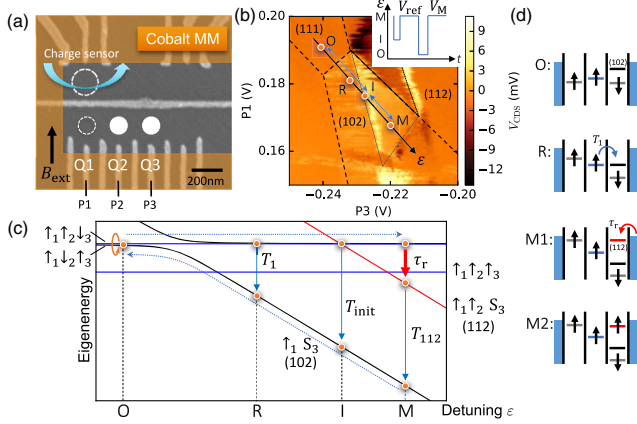 (a)
Cobalt MM
Charge sensor
Q1 Q2 Q3
B_ext
200nm
P1 P2 P3
(b)
0.20
0.18
0.16
P1 (V)
−0.24 −0.22 −0.20
P3 (V)
(111)
O
R
I
M
(102)
(112)
ε
ε
M
I
O
V_ref V_M
t
9
6
3
0
−3
−6
−9
−12
V_CDS (mV)
(c)
↑₁↑₂↓₃
↑₁↓₂↑₃
Eigenenergy
T₁
T_init
τ_r
T₁₁₂
↑₁↑₂↑₃
↑₁↑₂ S₃
(112)
↑₁ S₃
(102)
O R I M Detuning ε
(d)
O:
(102)
R:
T₁
M1:
τ_r
(112)
M2: